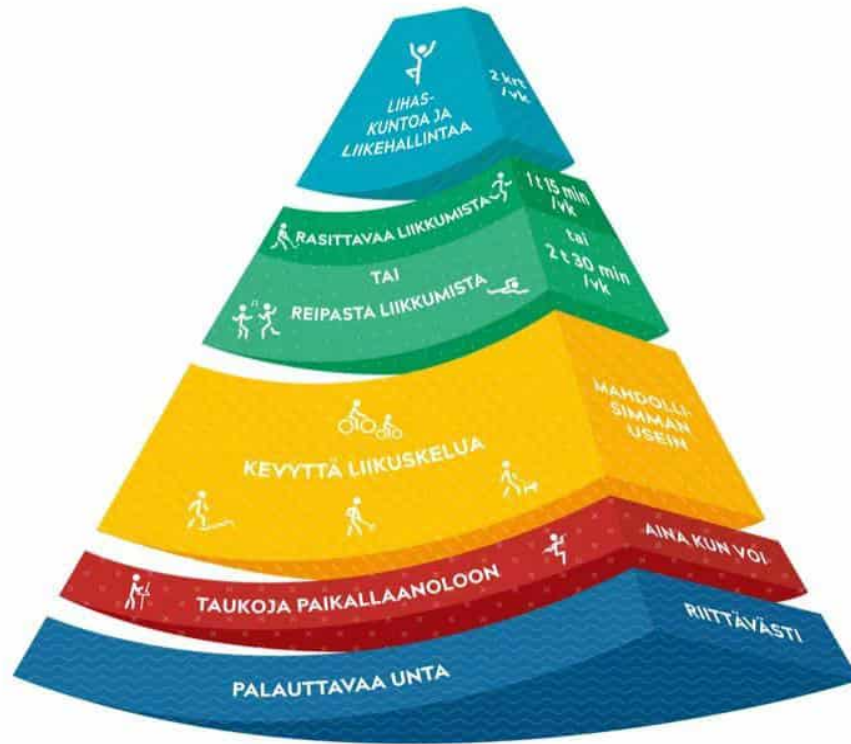 LIHAS-
KUNTOA JA
LIIKEHALLINTAA
2 krt
/vk
RASITTAVAA LIIKKUMISTA
1 t 15 min
/vk
TAI
tai
REIPASTA LIIKKUMISTA
2 t 30 min
/vk
KEVYTTÄ LIIKUSKELUA
MAHDOLLI-
SIMMAN
USEIN
TAUKOJA PAIKALLAANOLOON
AINA KUN VOI
PALAUTTAVAA UNTA
RIITTÄVÄSTI